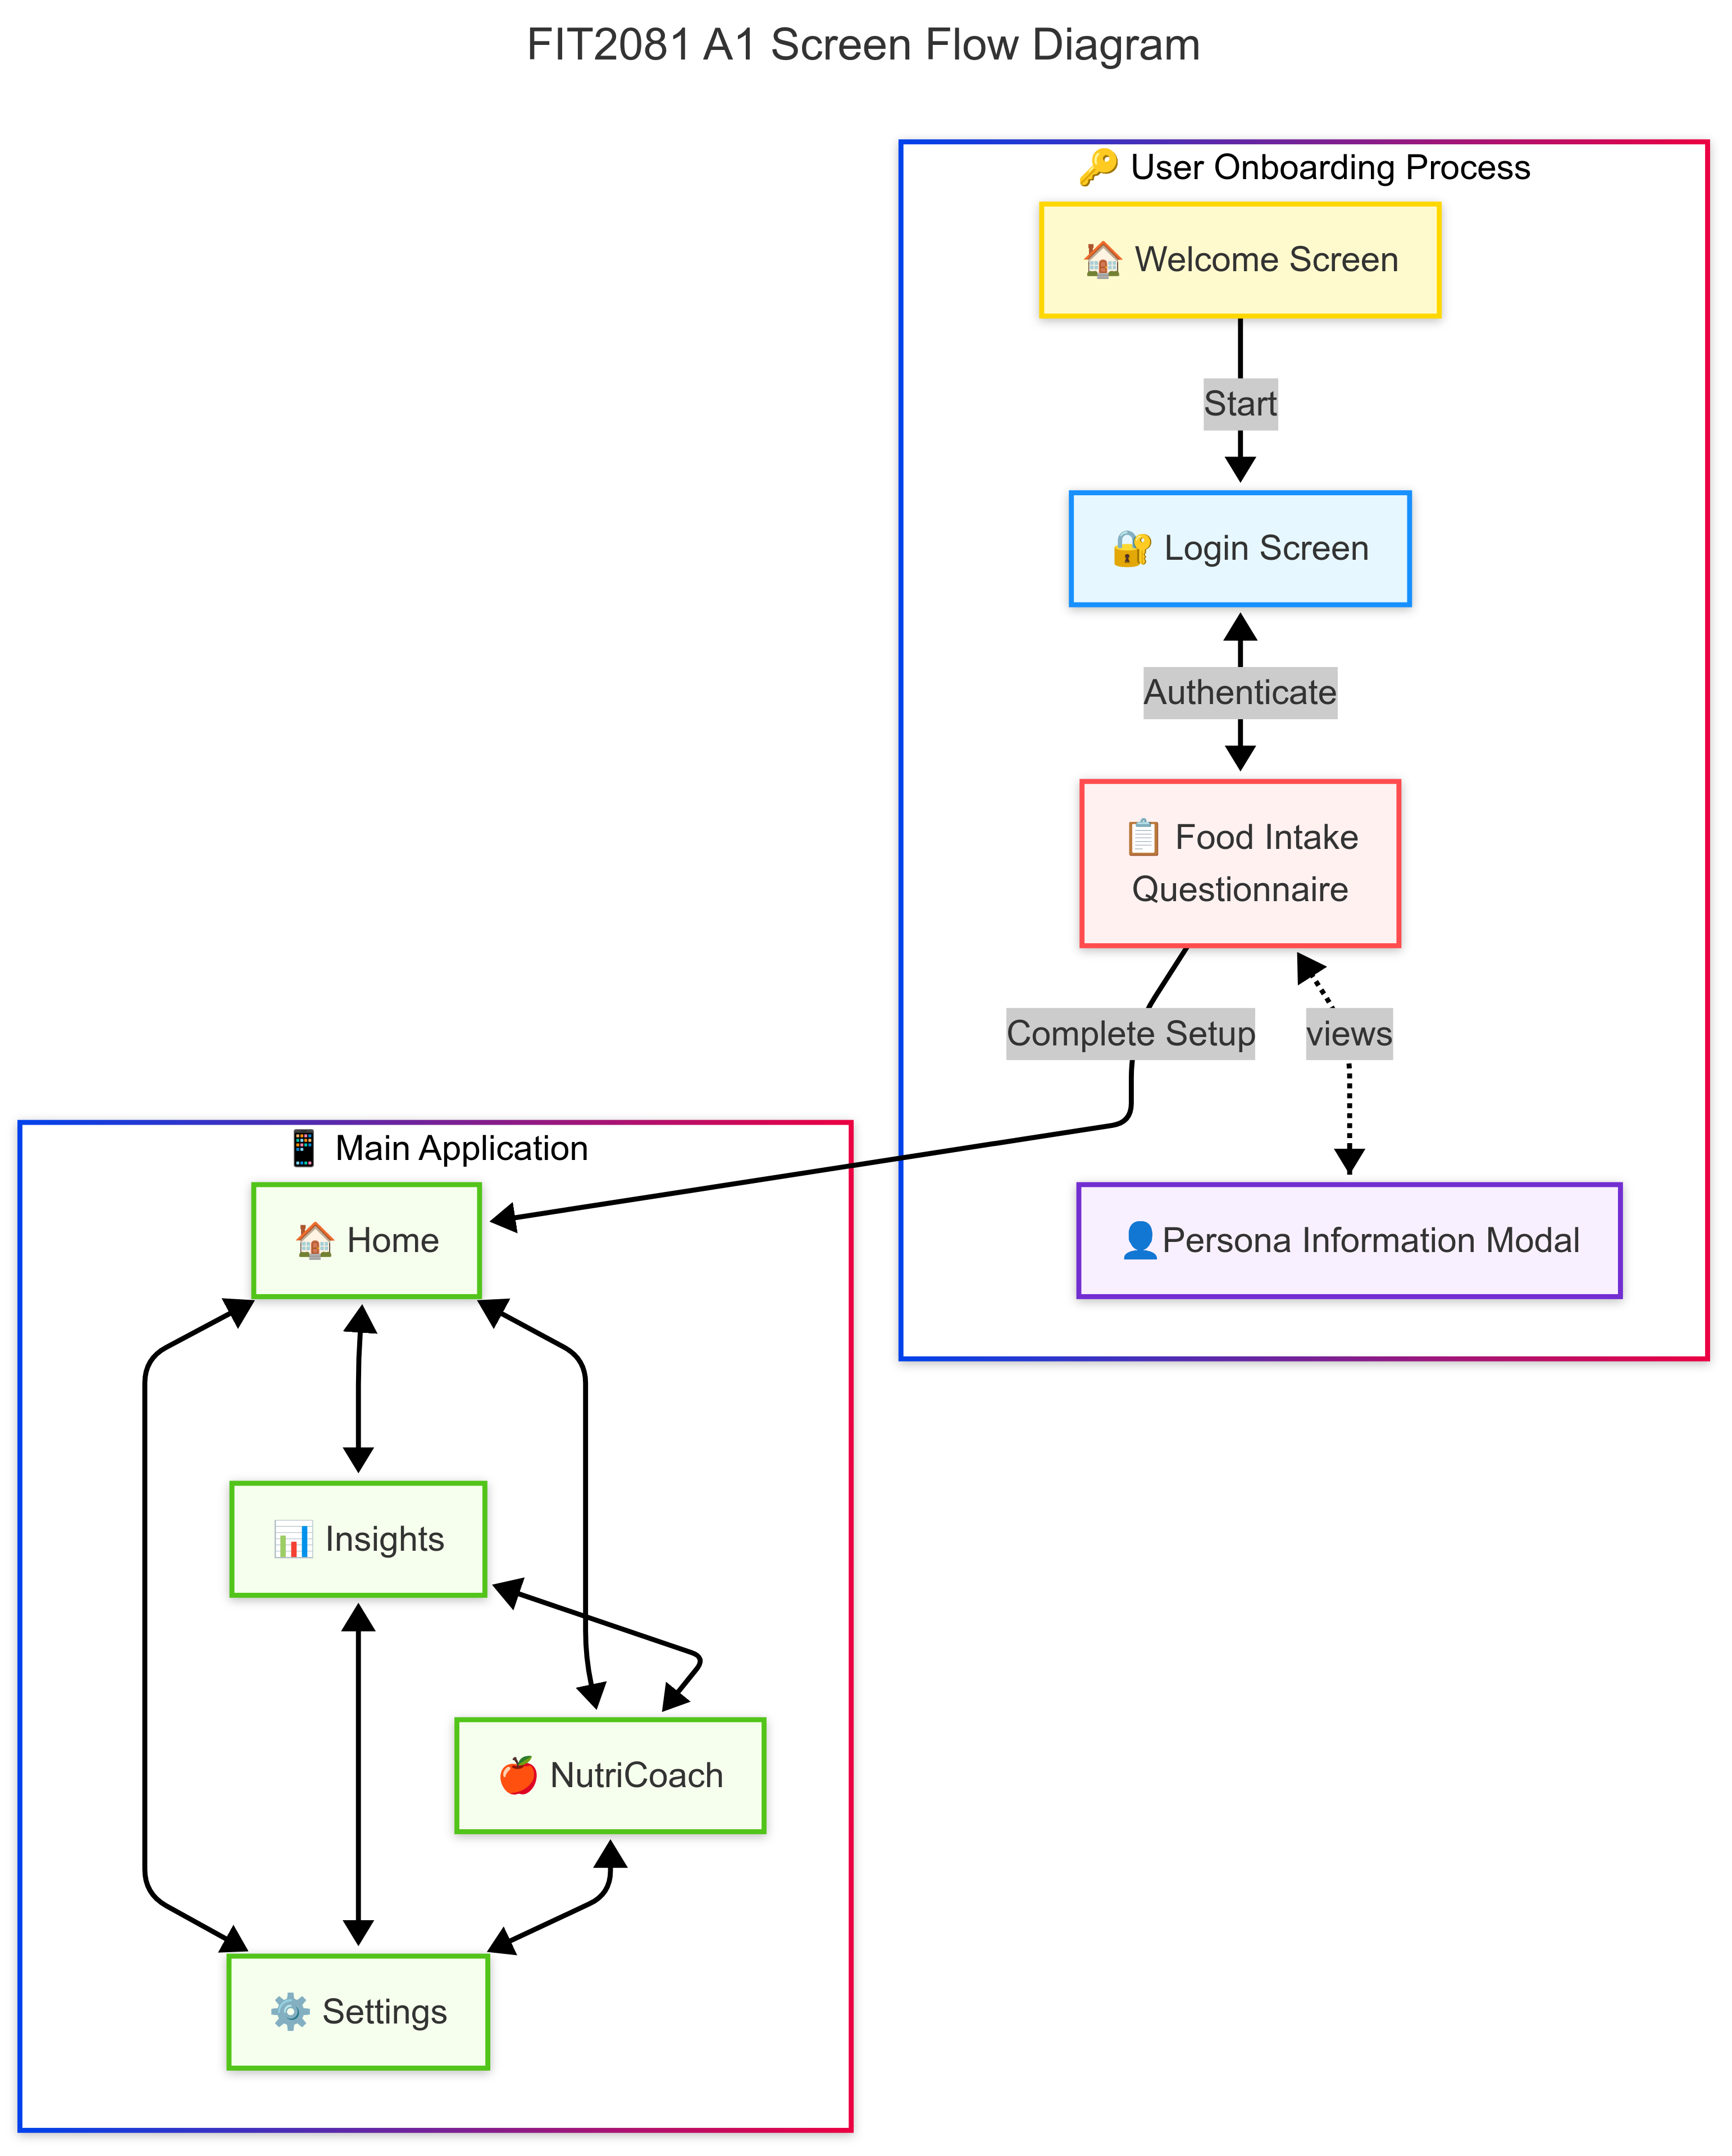 FIT2081 A1 Screen Flow Diagram
🔑 User Onboarding Process
🏠 Welcome Screen
Start
🔐 Login Screen
Authenticate
📋 Food Intake
Questionnaire
Complete Setup
views
👤Persona Information Modal
📱 Main Application
🏠 Home
📊 Insights
🍎 NutriCoach
⚙️ Settings